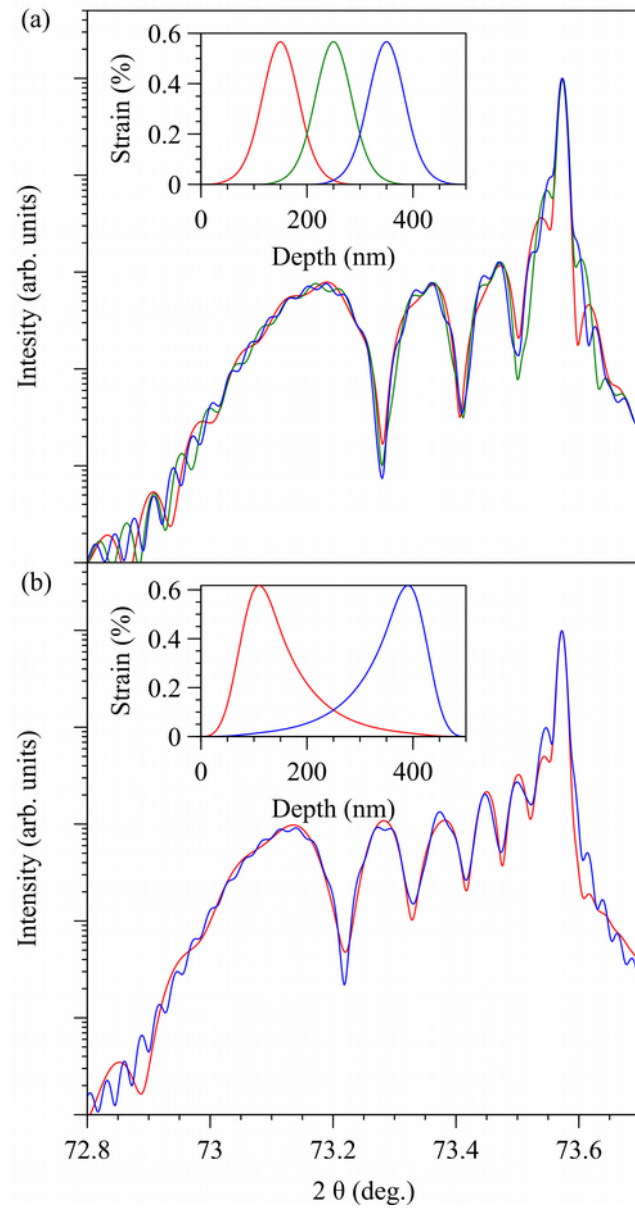 (a)
0.6
0.4
0.2
0
Strain (%)
0 200 400
Depth (nm)
Intesity (arb. units)
(b)
0.6
0.4
0.2
0
Strain (%)
0 200 400
Depth (nm)
Intensity (arb. units)
72.8 73 73.2 73.4 73.6
2 θ (deg.)